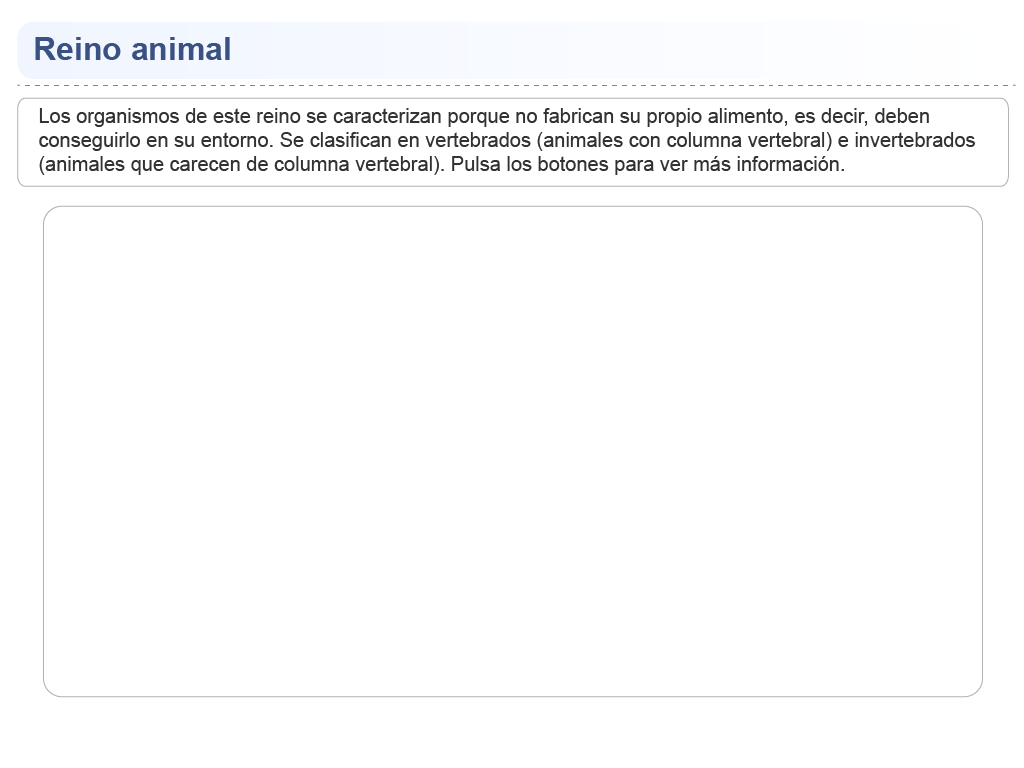 Reino animal
Los organismos de este reino se caracterizan porque no fabrican su propio alimento, es decir, deben
conseguirlo en su entorno. Se clasifican en vertebrados (animales con columna vertebral) e invertebrados
(animales que carecen de columna vertebral). Pulsa los botones para ver más información.